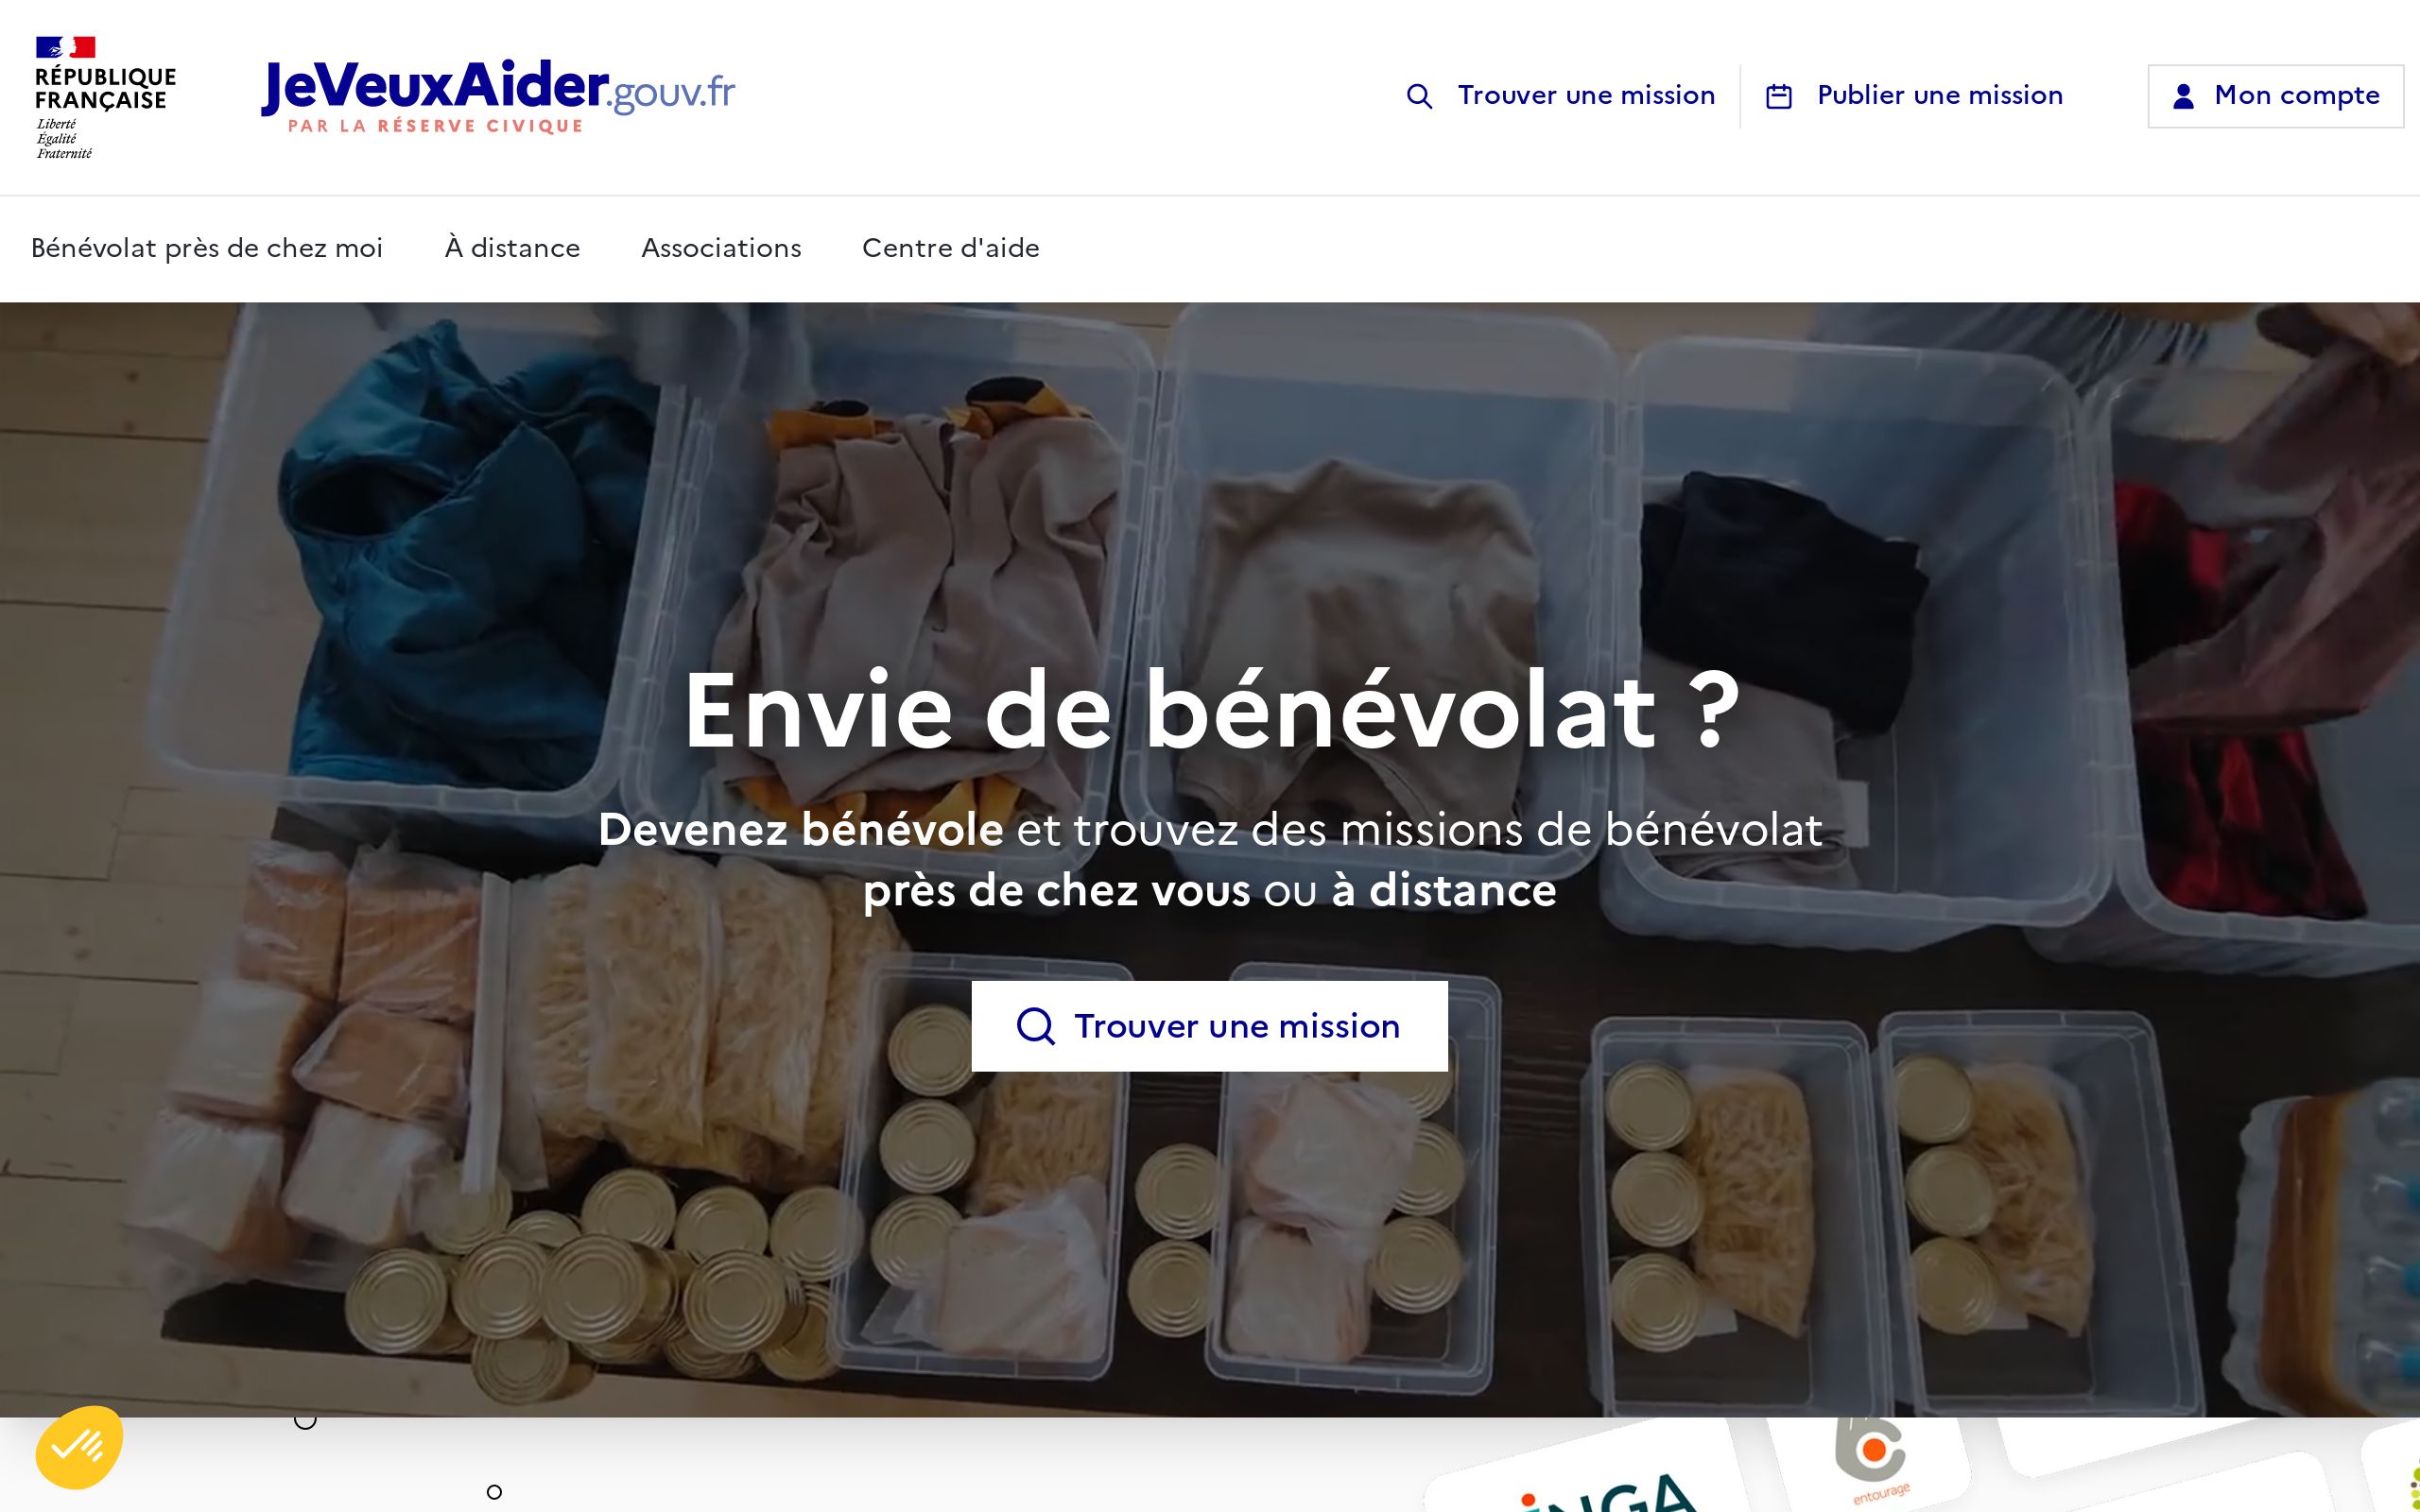 RÉPUBLIQUE
FRANÇAISE
Liberté
Égalité
Fraternité
JeVeuxAider.gouv.fr
PAR LA RÉSERVE CIVIQUE
Trouver une mission
Publier une mission
Mon compte
Bénévolat près de chez moi
À distance
Associations
Centre d'aide
Envie de bénévolat ?
Devenez bénévole et trouvez des missions de bénévolat
près de chez vous ou à distance
Trouver une mission
entourage